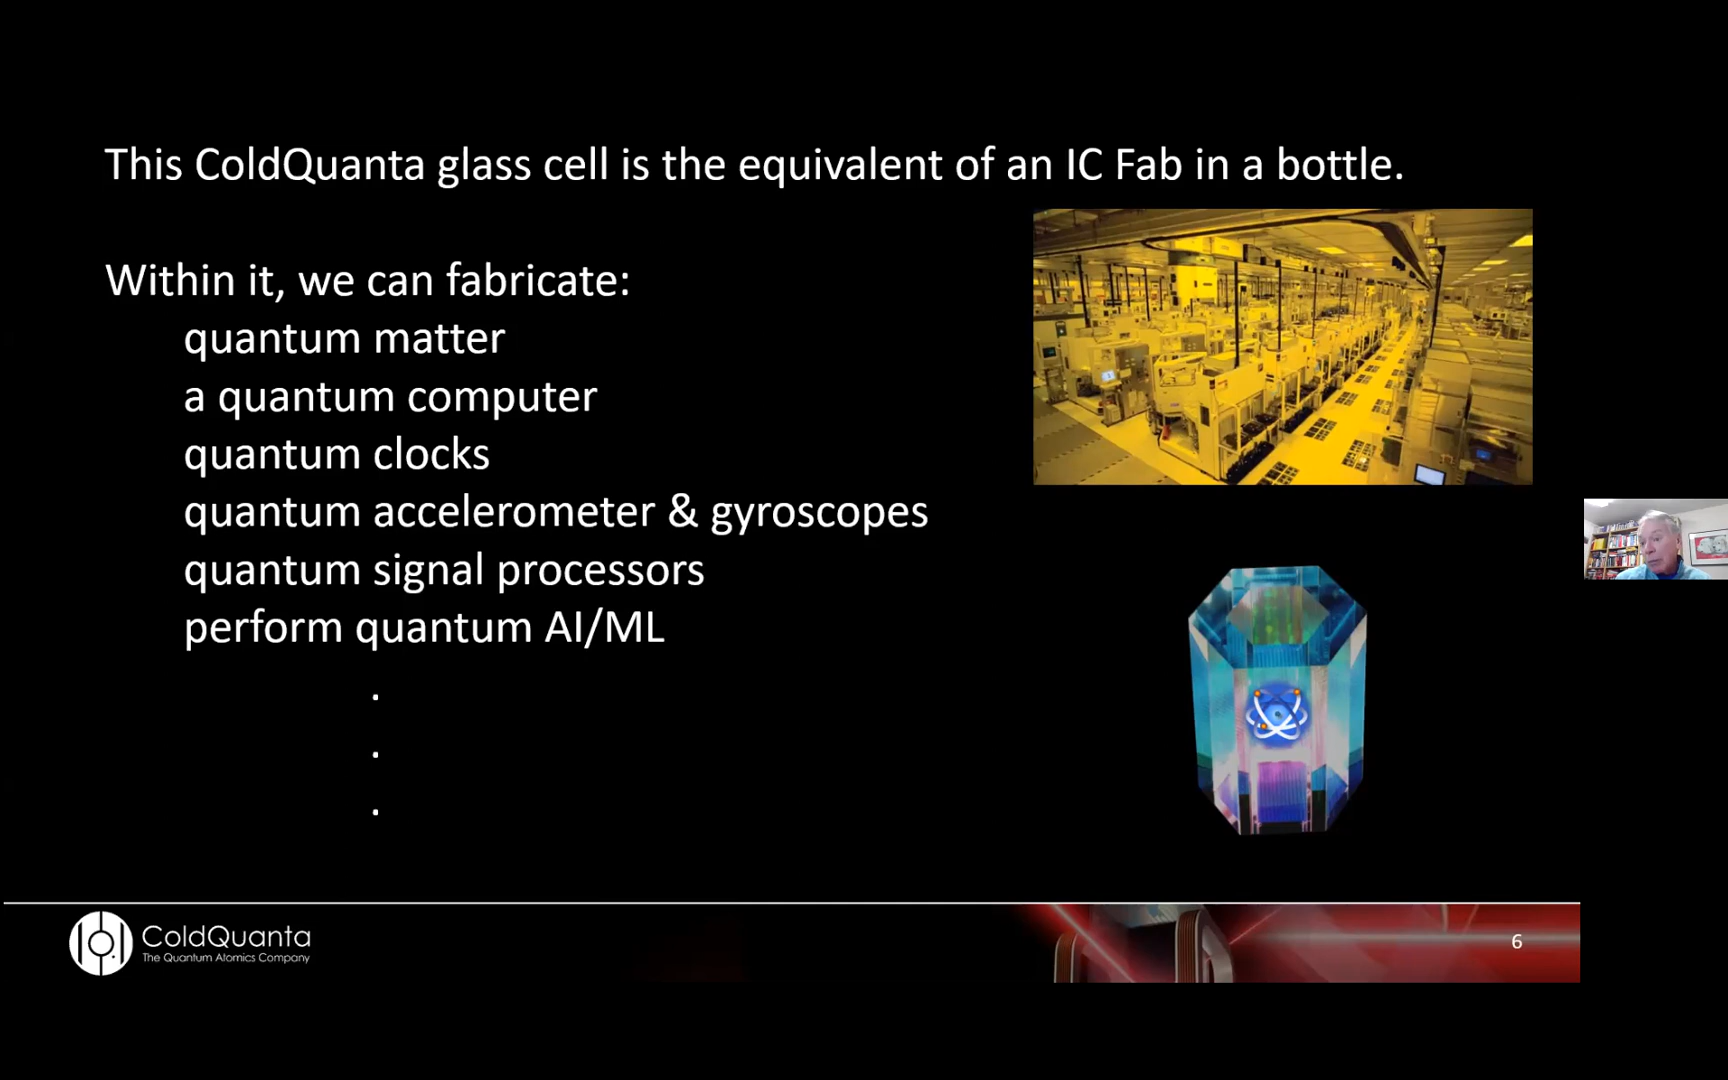 This ColdQuanta glass cell is the equivalent of an IC Fab in a bottle.
Within it, we can fabricate:
quantum matter
a quantum computer
quantum clocks
quantum accelerometer & gyroscopes
quantum signal processors
perform quantum AI/ML
.
.
.
ColdQuanta
The Quantum Atomics Company
6